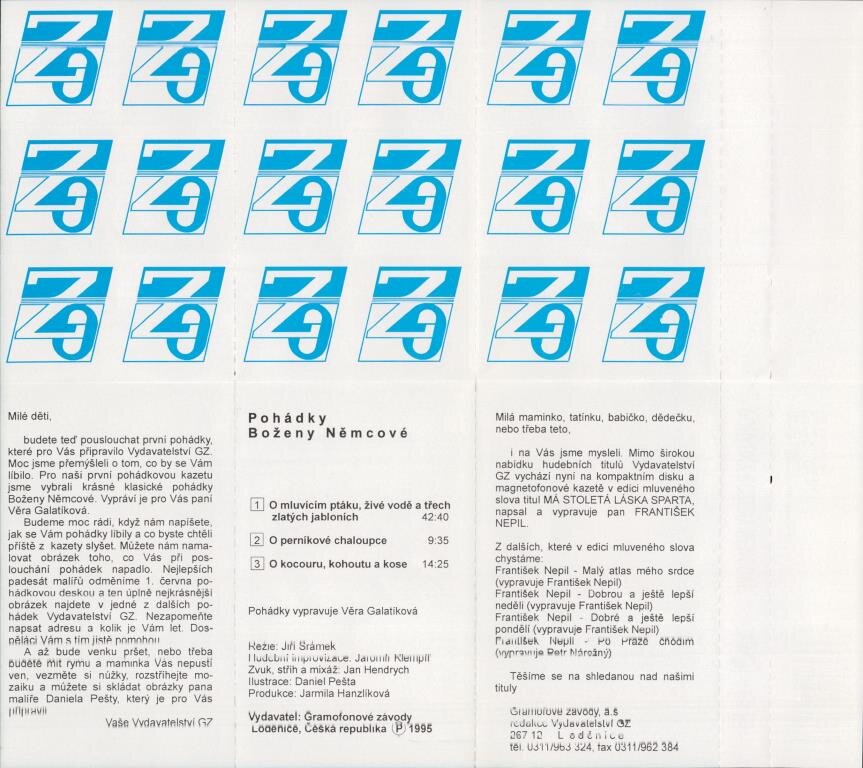 Milé děti,
budete teď pouslouchat první pohádky,
které pro Vás připravilo Vydavatelství GZ.
Moc jsme přemýšleli o tom, co by se Vám
líbilo. Pro naši první pohádkovou kazetu
jsme vybrali krásné klasické pohádky
Boženy Němcové. Vypráví je pro Vás paní
Věra Galatíková.
Budeme moc rádi, když nám napíšete,
jak se Vám pohádky líbily a co byste chtěli
příště z kazety slyšet. Můžete nám nama-
lovat obrázek toho, co Vás při pos-
louchání pohádek napadlo. Nejlepších
padesát malířů odměníme 1. června po-
hádkovou deskou a ten úplně nejkrásnější
obrázek najdete v jedné z dalších po-
hádek Vydavatelství GZ. Nezapomeňte
napsat adresu a kolik je Vám let. Dos-
pěláci Vám s tím jistě pomohou
A až bude venku pršet, nebo třeba
budete mít rýmu a maminka Vás nepustí
ven, vezměte si nůžky, rozstříhejte mo-
zaiku a můžete si skládat obrázky pana
malíře Daniela Pešty, který je pro Vás
připravil
Vaše Vydavatelství GZ
Pohádky
Boženy Němcové
1 O mluvícím ptáku, živé vodě a třech
zlatých jabloních 42:40
2 O perníkové chaloupce 9:35
3 O kocouru, kohoutu a kose 14:25
Pohádky vypravuje Věra Galatíková
Režie: Jiří Šrámek
Hudební improvizace: Jaromír Klempíř
Zvuk, střih a mixáž: Jan Hendrych
Ilustrace: Daniel Pešta
Produkce: Jarmila Hanzlíková
Vydavatel: Gramofonové závody
Loděnice, Česká republika Ⓟ 1995
Milá maminko, tatínku, babičko, dědečku,
nebo třeba teto,
i na Vás jsme mysleli. Mimo širokou
nabídku hudebních titulů Vydavatelství
GZ vychází nyní na kompaktním disku a
magnetofonové kazetě v edici mluveného
slova titul MÁ STOLETÁ LÁSKA SPARTA,
napsal a vypravuje pan FRANTIŠEK
NEPIL.
Z dalších, které v edici mluveného slova
chystáme:
František Nepil - Malý atlas mého srdce
(vypravuje František Nepil)
František Nepil - Dobrou a ještě lepší
neděli (vypravuje František Nepil)
František Nepil - Dobré a ještě lepší
pondělí (vypravuje František Nepil)
František Nepil - Po Praze chodím
(vypravuje Petr Nárožný)
Těšíme se na shledanou nad našimi
tituly
Gramofové závody, a.s
redakce Vydavatelství GZ
267 12 Loděnice
tel. 0311/963 324, fax 0311/962 384